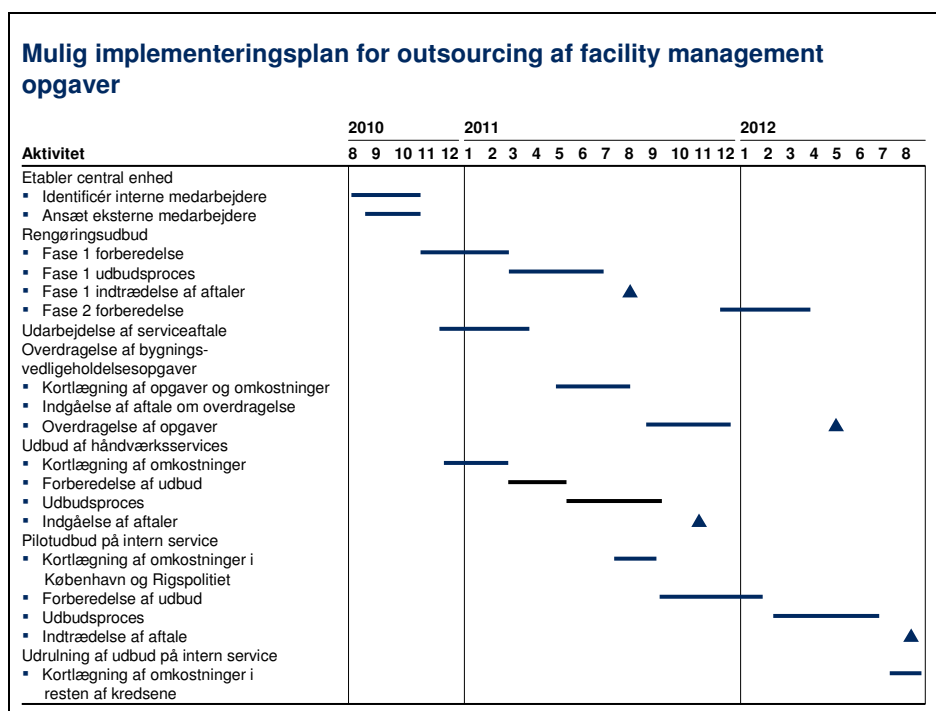 Mulig implementeringsplan for outsourcing af facility management
opgaver
2010 2011 2012
Aktivitet 8 9 10 11 12 1 2 3 4 5 6 7 8 9 10 11 12 1 2 3 4 5 6 7 8
Etabler central enhed
▪ Identificér interne medarbejdere
▪ Ansæt eksterne medarbejdere
Rengøringsudbud
▪ Fase 1 forberedelse
▪ Fase 1 udbudsproces
▪ Fase 1 indtrædelse af aftaler
▪ Fase 2 forberedelse
Udarbejdelse af serviceaftale
Overdragelse af bygnings-
vedligeholdelsesopgaver
▪ Kortlægning af opgaver og omkostninger
▪ Indgåelse af aftale om overdragelse
▪ Overdragelse af opgaver
Udbud af håndværksservices
▪ Kortlægning af omkostninger
▪ Forberedelse af udbud
▪ Udbudsproces
▪ Indgåelse af aftaler
Pilotudbud på intern service
▪ Kortlægning af omkostninger i
København og Rigspolitiet
▪ Forberedelse af udbud
▪ Udbudsproces
▪ Indtrædelse af aftale
Udrulning af udbud på intern service
▪ Kortlægning af omkostninger i
resten af kredsene